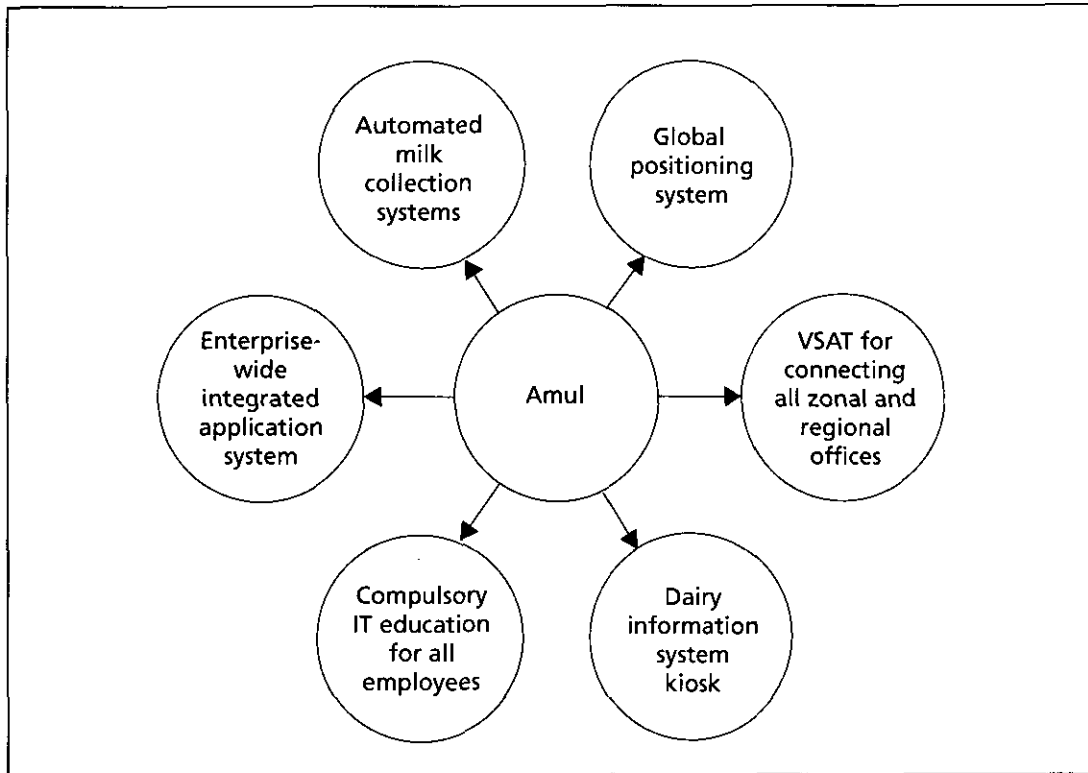 Automated
milk
collection
systems
Global
positioning
system
Enterprise-
wide
integrated
application
system
Amul
VSAT for
connecting
all zonal and
regional
offices
Compulsory
IT education
for all
employees
Dairy
information
system
kiosk